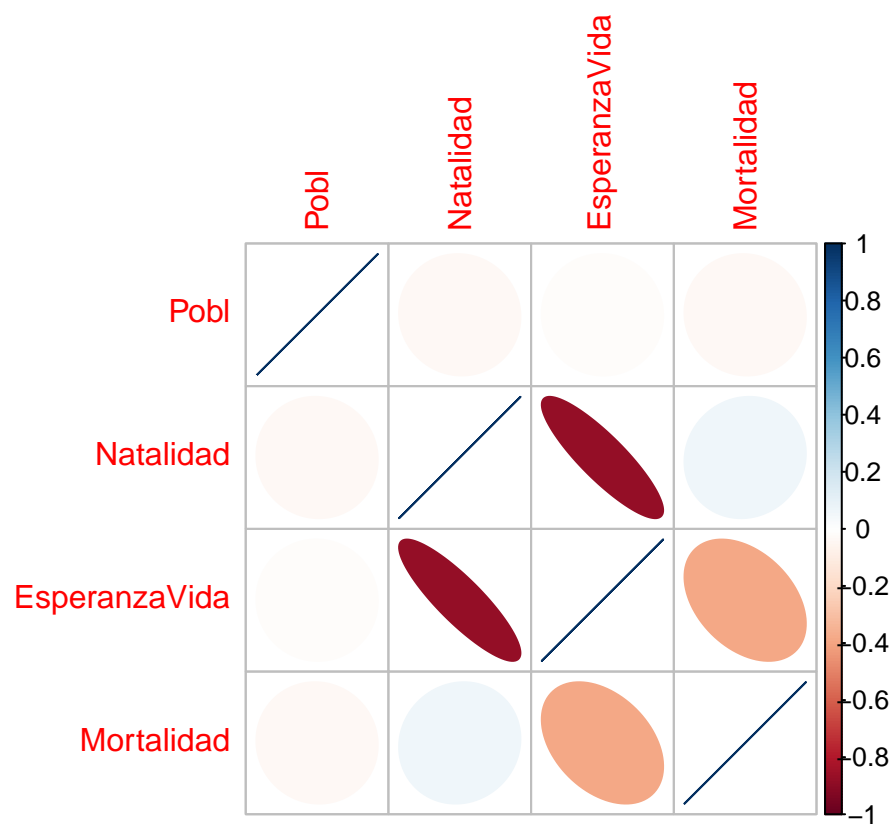 Pobl
Natalidad
EsperanzaVida
Mortalidad
Pobl
Natalidad
EsperanzaVida
Mortalidad
1
0.8
0.6
0.4
0.2
0
−0.2
−0.4
−0.6
−0.8
−1